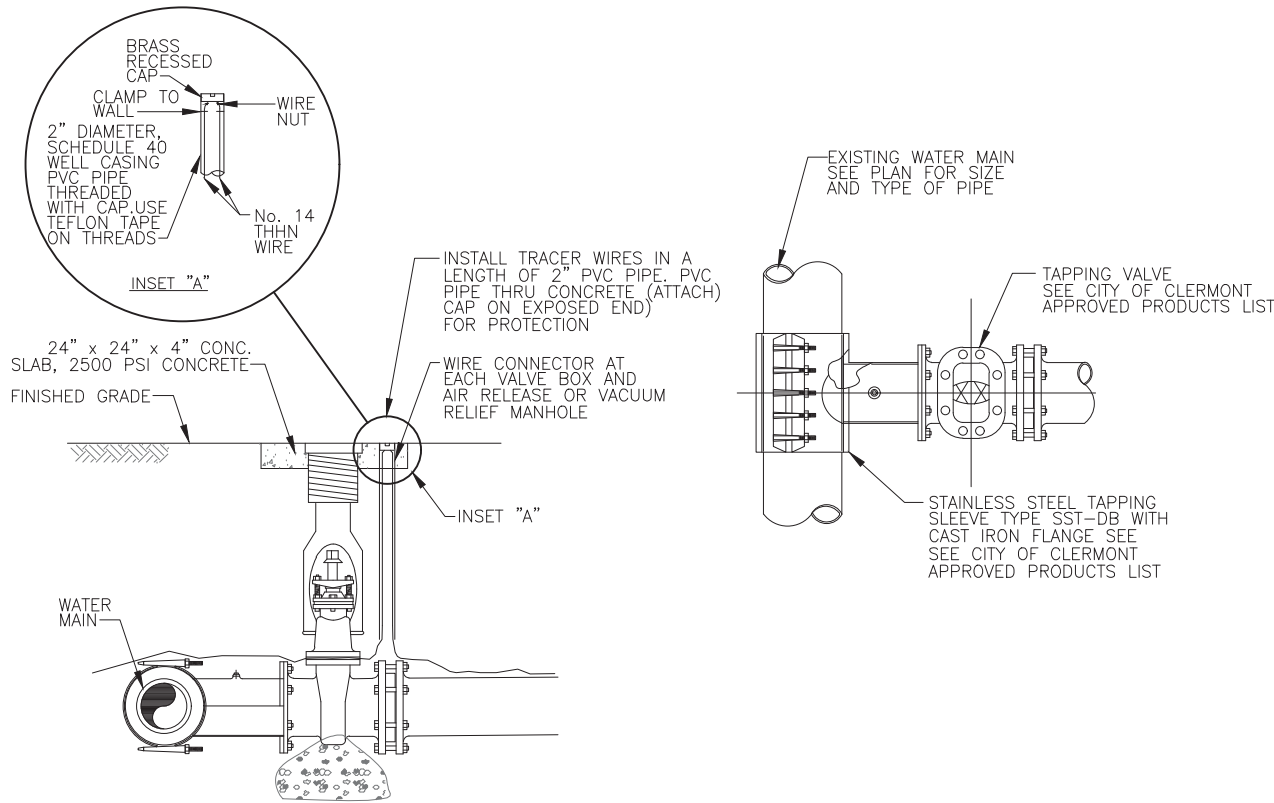 BRASS
RECESSED
CAP
CLAMP TO
WALL
WIRE
NUT
2" DIAMETER,
SCHEDULE 40
WELL CASING
PVC PIPE
THREADED
WITH CAP.USE
TEFLON TAPE
ON THREADS
No. 14
THHN
WIRE
INSET "A"
INSTALL TRACER WIRES IN A
LENGTH OF 2" PVC PIPE. PVC
PIPE THRU CONCRETE (ATTACH)
CAP ON EXPOSED END)
FOR PROTECTION
24" x 24" x 4" CONC.
SLAB, 2500 PSI CONCRETE
FINISHED GRADE
WIRE CONNECTOR AT
EACH VALVE BOX AND
AIR RELEASE OR VACUUM
RELIEF MANHOLE
INSET "A"
WATER
MAIN
EXISTING WATER MAIN
SEE PLAN FOR SIZE
AND TYPE OF PIPE
TAPPING VALVE
SEE CITY OF CLERMONT
APPROVED PRODUCTS LIST
STAINLESS STEEL TAPPING
SLEEVE TYPE SST-DB WITH
CAST IRON FLANGE SEE
SEE CITY OF CLERMONT
APPROVED PRODUCTS LIST